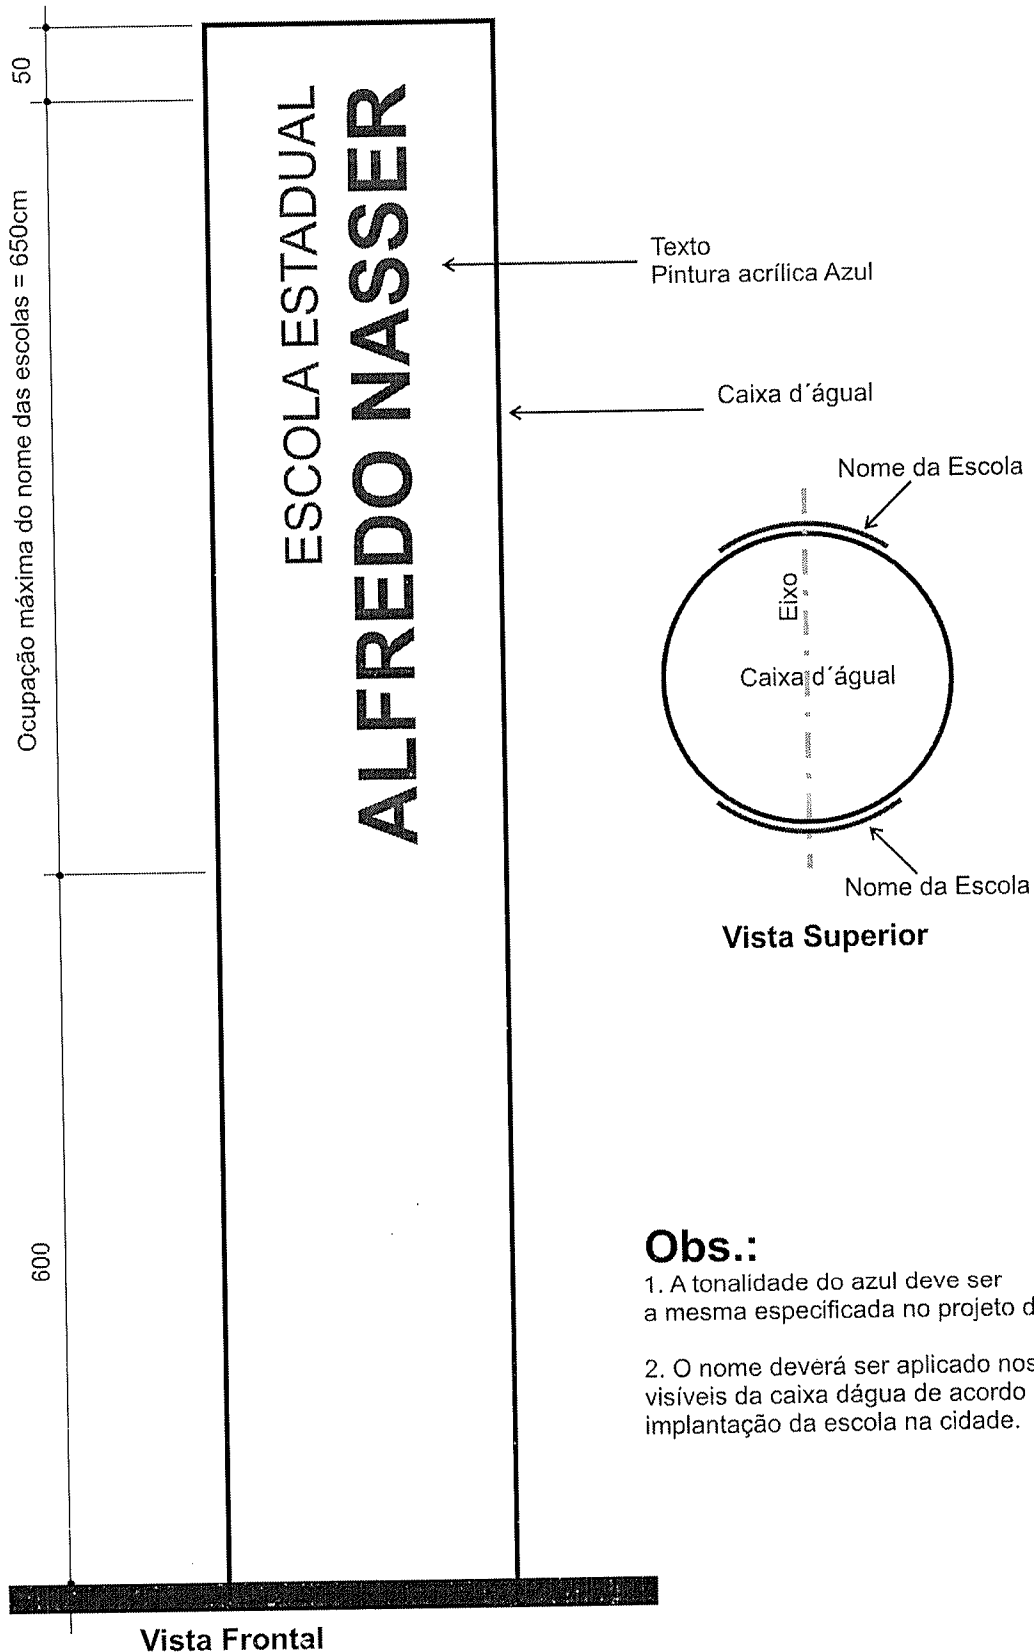 50
Ocupação máxima do nome das escolas = 650cm
600
ESCOLA ESTADUAL
ALFREDO NASSER
Texto
Pintura acrílica Azul
Caixa d´águal
Nome da Escola
Eixo
Caixa d´águal
Nome da Escola
Vista Superior
Obs.:
1. A tonalidade do azul deve ser
a mesma especificada no projeto d
2. O nome deverá ser aplicado nos
visíveis da caixa dágua de acordo
implantação da escola na cidade.
Vista Frontal